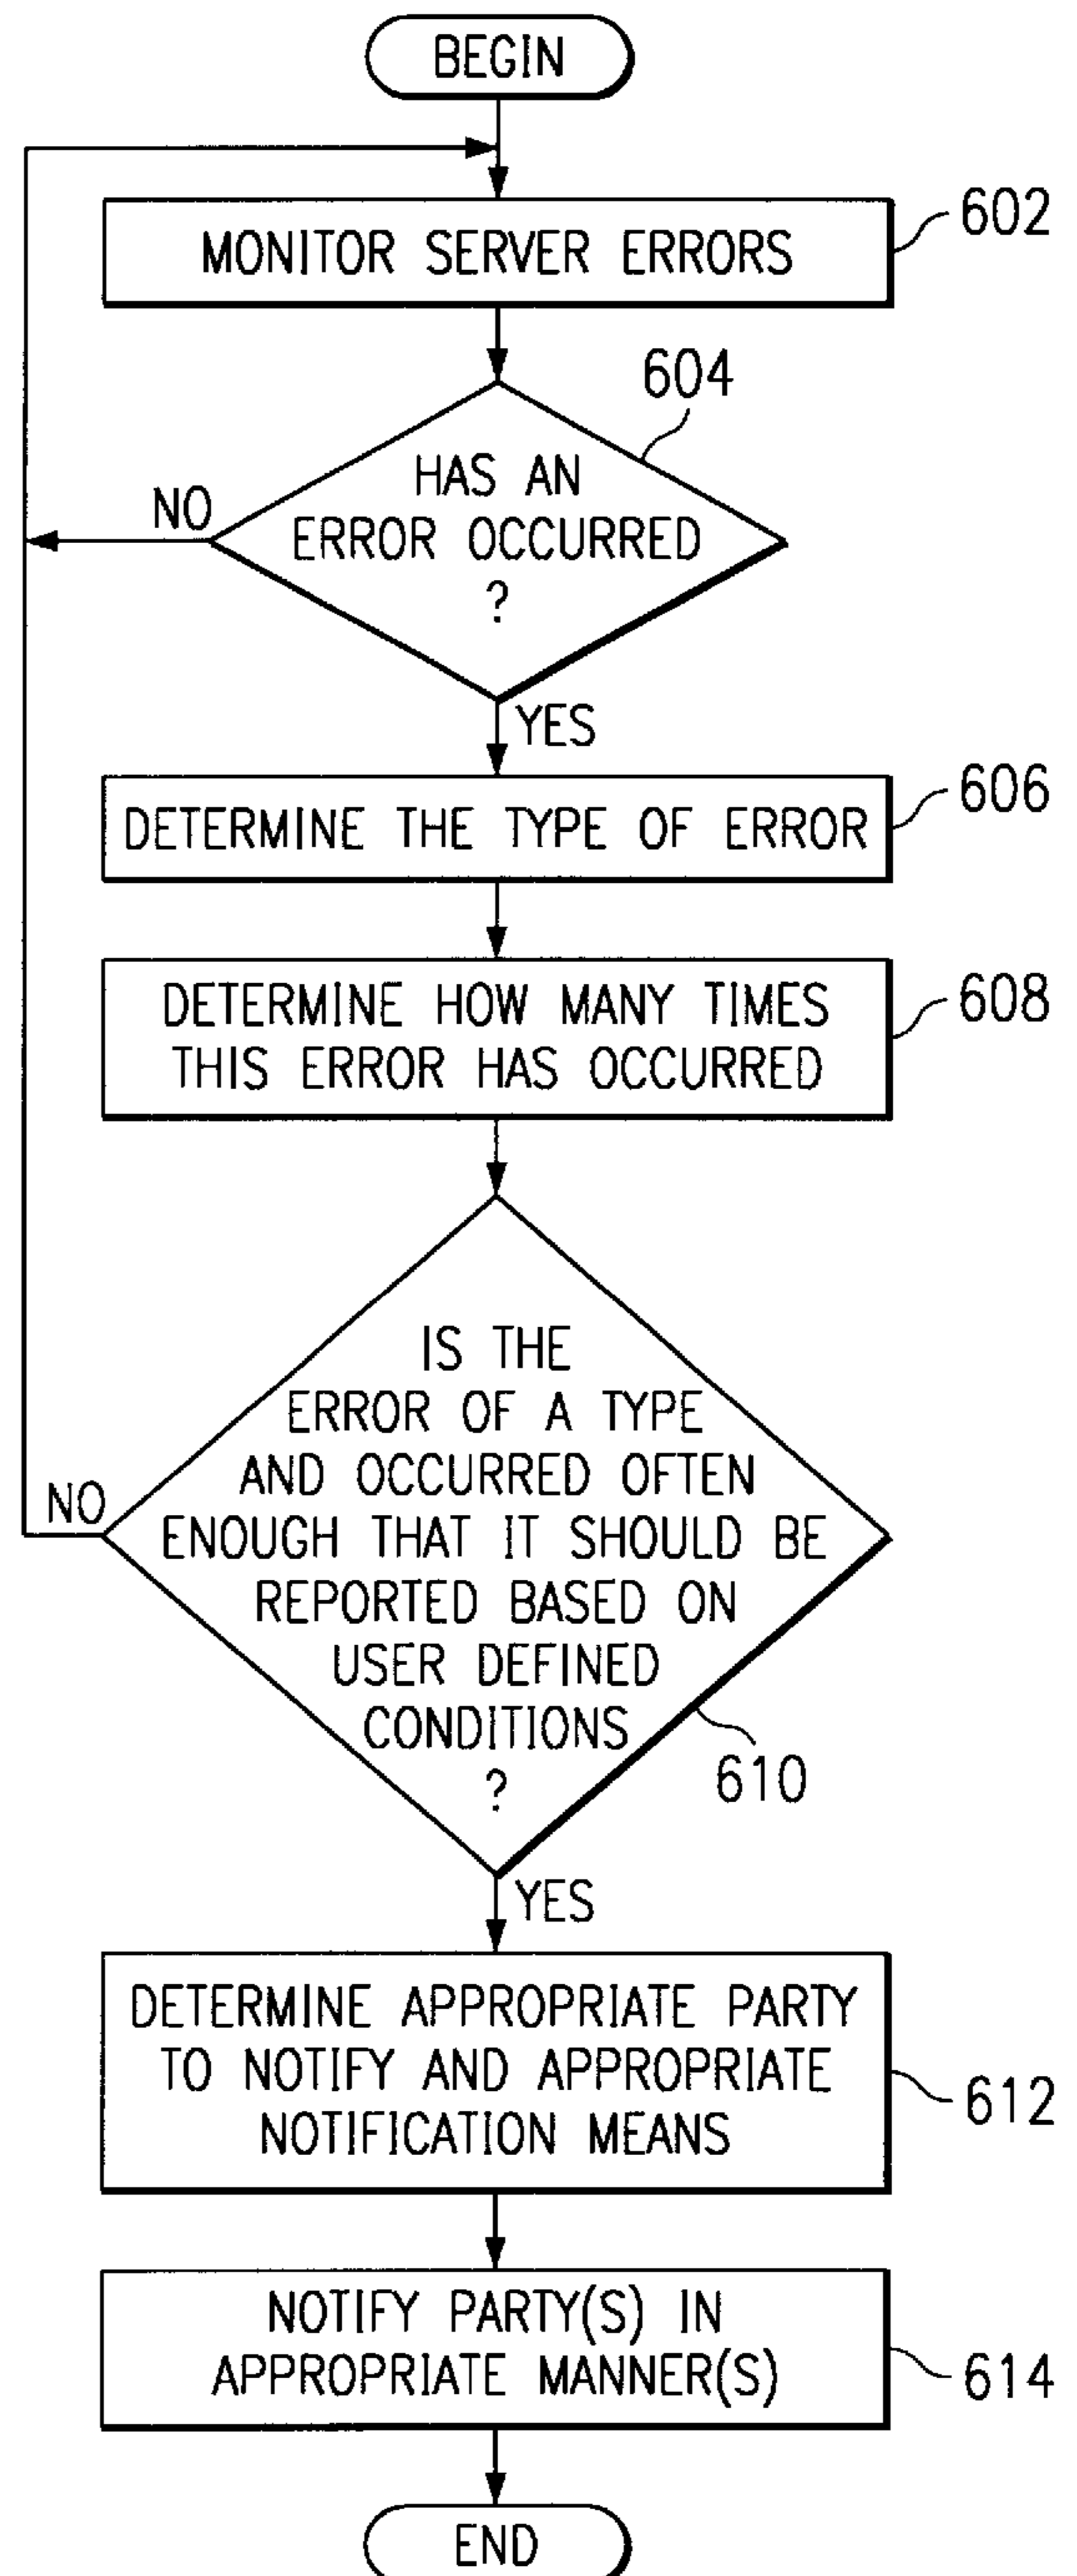 BEGIN
MONITOR SERVER ERRORS
602
604
HAS AN
ERROR OCCURRED
?
NO
YES
DETERMINE THE TYPE OF ERROR
606
DETERMINE HOW MANY TIMES
THIS ERROR HAS OCCURRED
608
IS THE
ERROR OF A TYPE
AND OCCURRED OFTEN
ENOUGH THAT IT SHOULD BE
REPORTED BASED ON
USER DEFINED
CONDITIONS
?
NO
610
YES
DETERMINE APPROPRIATE PARTY
TO NOTIFY AND APPROPRIATE
NOTIFICATION MEANS
612
NOTIFY PARTY(S) IN
APPROPRIATE MANNER(S)
614
END